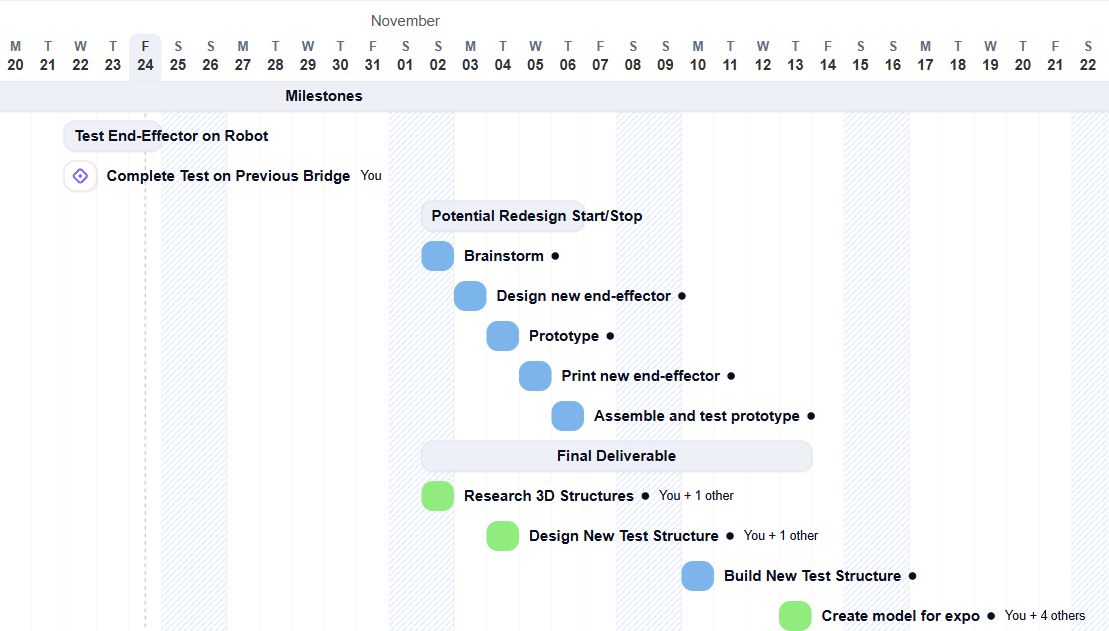 November
M T W T F S S M T W T F S S M T W T F S S M T W T F S S M T W T F S
20 21 22 23 24 25 26 27 28 29 30 31 01 02 03 04 05 06 07 08 09 10 11 12 13 14 15 16 17 18 19 20 21 22
Milestones
Test End-Effector on Robot
Complete Test on Previous Bridge You
Potential Redesign Start/Stop
Brainstorm
Design new end-effector
Prototype
Print new end-effector
Assemble and test prototype
Final Deliverable
Research 3D Structures You + 1 other
Design New Test Structure You + 1 other
Build New Test Structure
Create model for expo You + 4 others